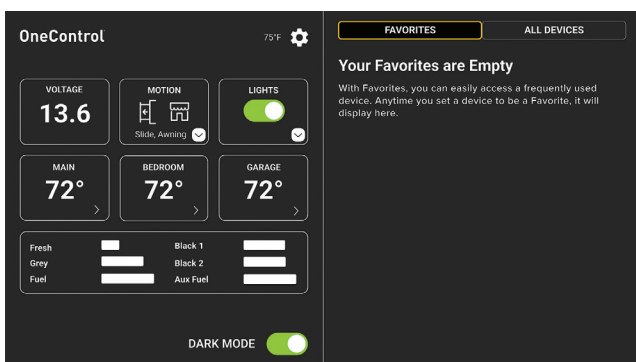 OneControl
75°F
VOLTAGE
13.6
MOTION
Slide, Awning
LIGHTS
MAIN
72°
BEDROOM
72°
GARAGE
72°
Fresh
Grey
Fuel
Black 1
Black 2
Aux Fuel
DARK MODE
FAVORITES
ALL DEVICES
Your Favorites are Empty
With Favorites, you can easily access a frequently used
device. Anytime you set a device to be a Favorite, it will
display here.